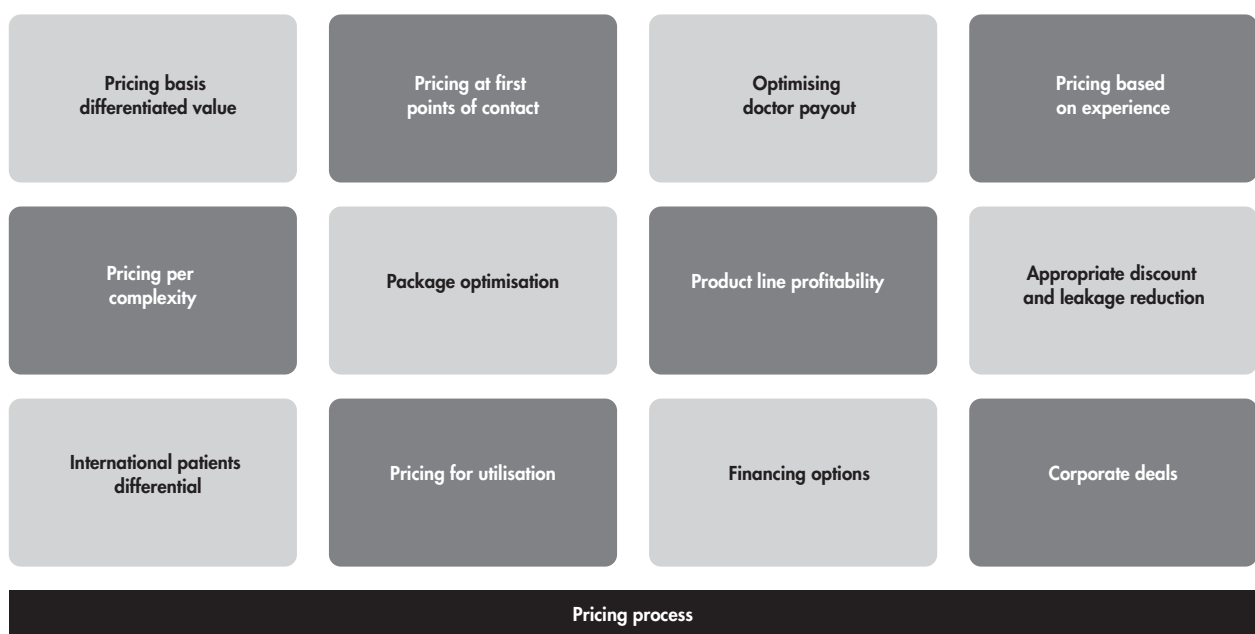 Pricing basis
differentiated value
Pricing at first
points of contact
Optimising
doctor payout
Pricing based
on experience
Pricing per
complexity
Package optimisation
Product line profitability
Appropriate discount
and leakage reduction
International patients
differential
Pricing for utilisation
Financing options
Corporate deals
Pricing process